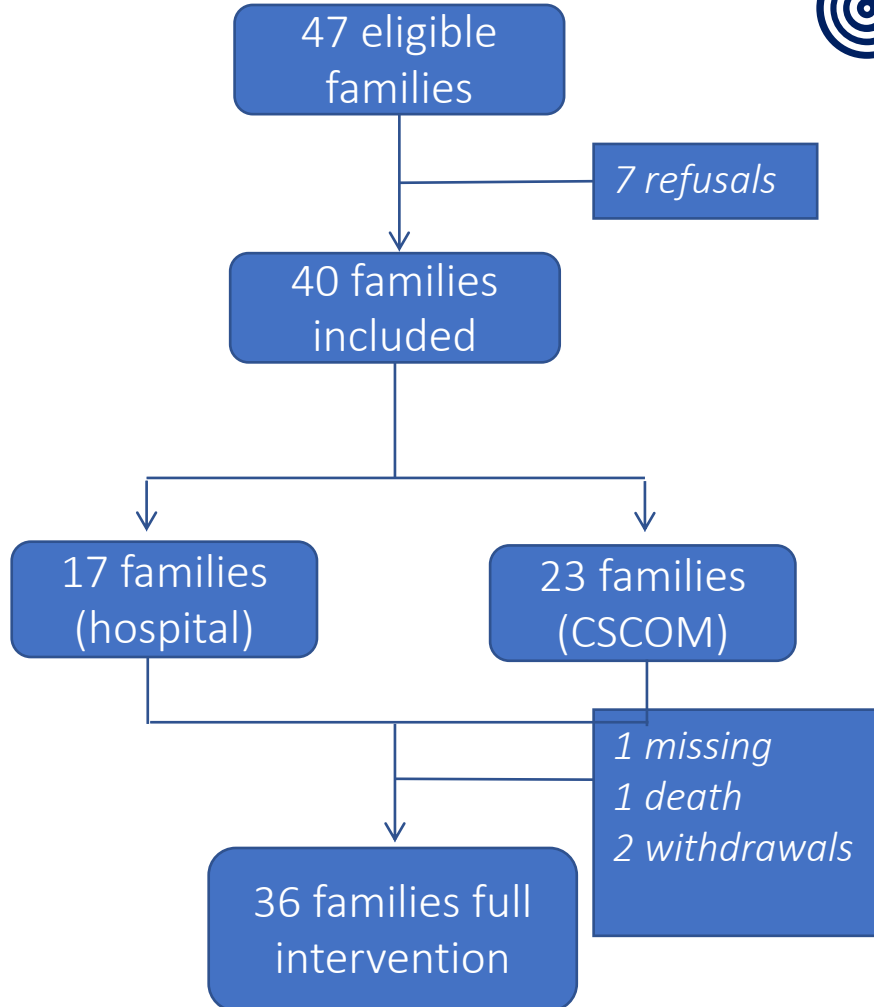 47 eligible
families
7 refusals
40 families
included
17 families
(hospital)
23 families
(CSCOM)
1 missing
1 death
2 withdrawals
36 families full
intervention